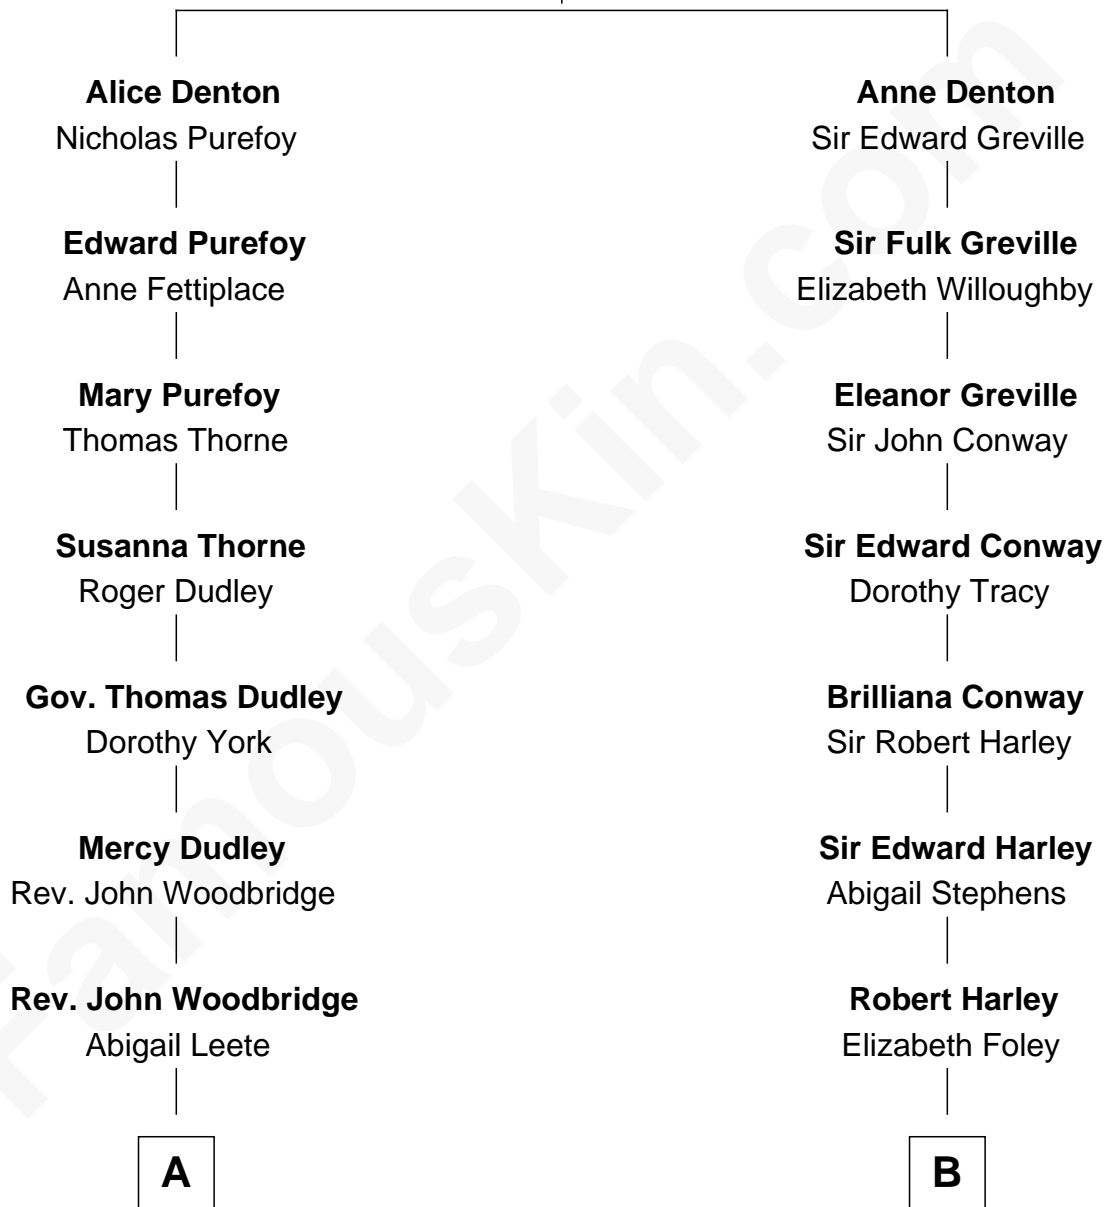 Alice Denton
Nicholas Purefoy
Edward Purefoy
Anne Fettiplace
Mary Purefoy
Thomas Thorne
Susanna Thorne
Roger Dudley
Gov. Thomas Dudley
Dorothy York
Mercy Dudley
Rev. John Woodbridge
Rev. John Woodbridge
Abigail Leete
A
Anne Denton
Sir Edward Greville
Sir Fulk Greville
Elizabeth Willoughby
Eleanor Greville
Sir John Conway
Sir Edward Conway
Dorothy Tracy
Brilliana Conway
Sir Robert Harley
Sir Edward Harley
Abigail Stephens
Robert Harley
Elizabeth Foley
B
FamousKin.com